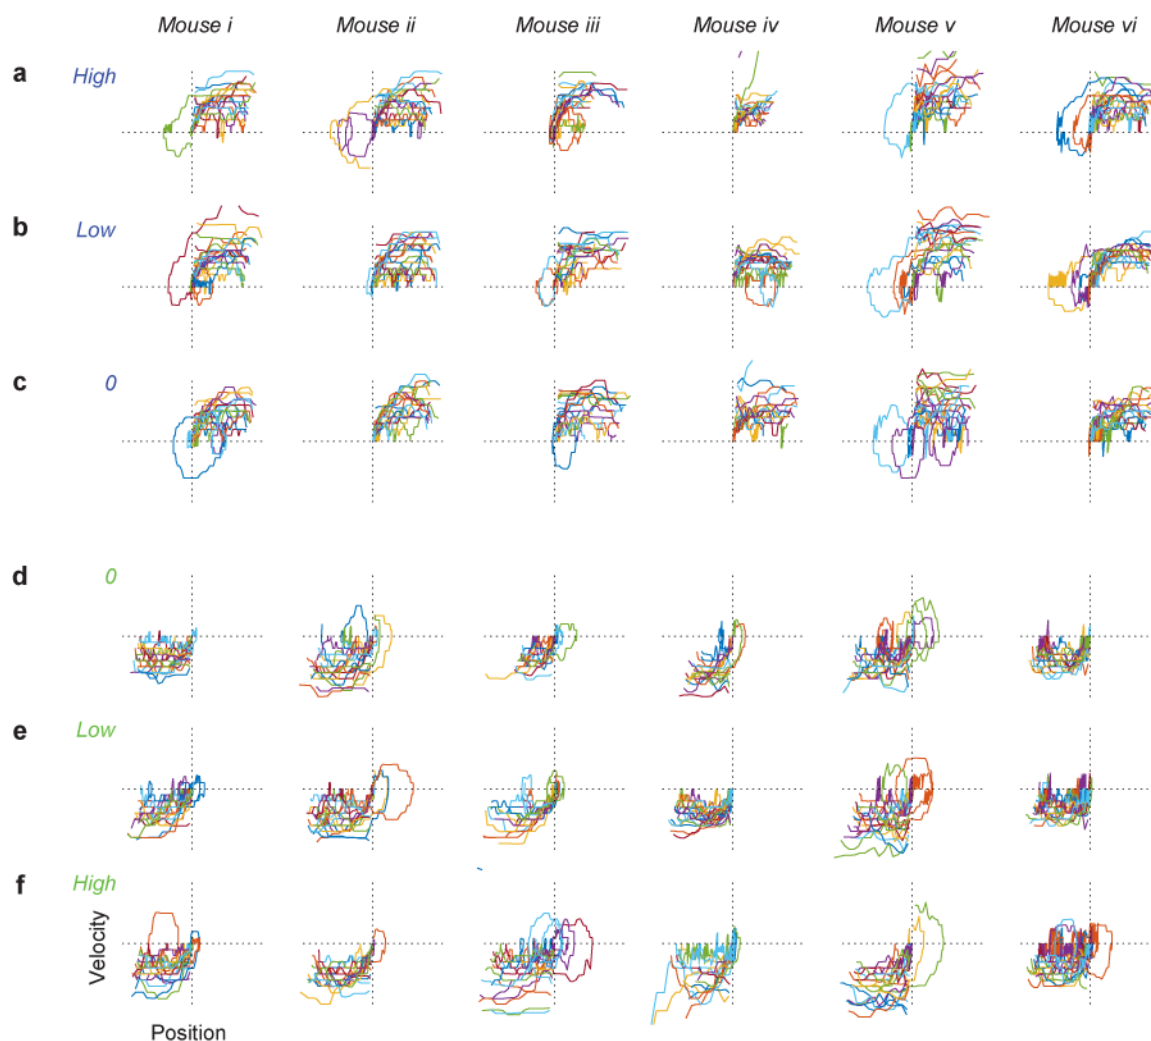 Mouse i Mouse ii Mouse iii Mouse iv Mouse v Mouse vi
a High
b Low
c 0
d 0
e Low
f High
Velocity
Position